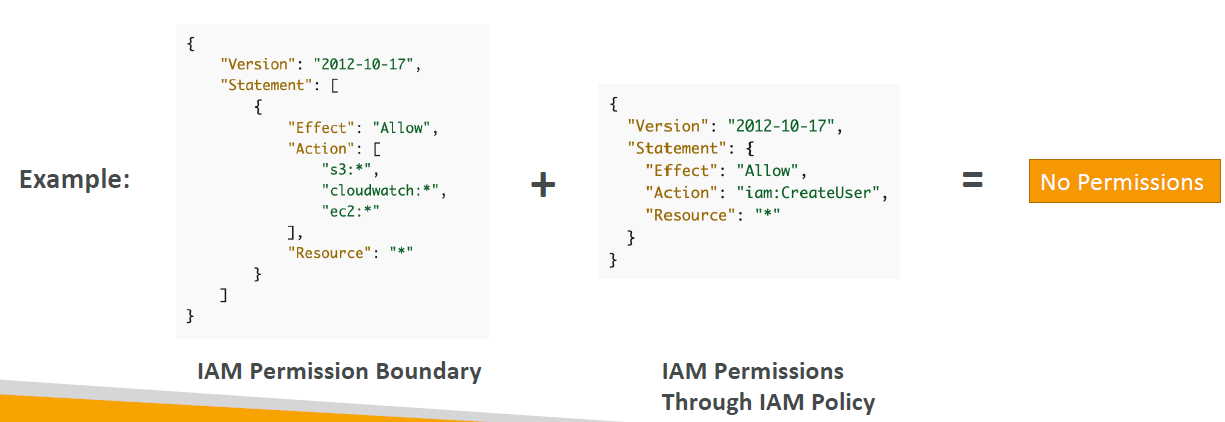 Example:
{
    "Version": "2012-10-17",
    "Statement": [
        {
            "Effect": "Allow",
            "Action": [
                "s3:*",
                "cloudwatch:*",
                "ec2:*"
            ],
            "Resource": "*"
        }
    ]
}
IAM Permission Boundary
+
{
  "Version": "2012-10-17",
  "Statement": {
    "Effect": "Allow",
    "Action": "iam:CreateUser",
    "Resource": "*"
  }
}
IAM Permissions
Through IAM Policy
=
No Permissions